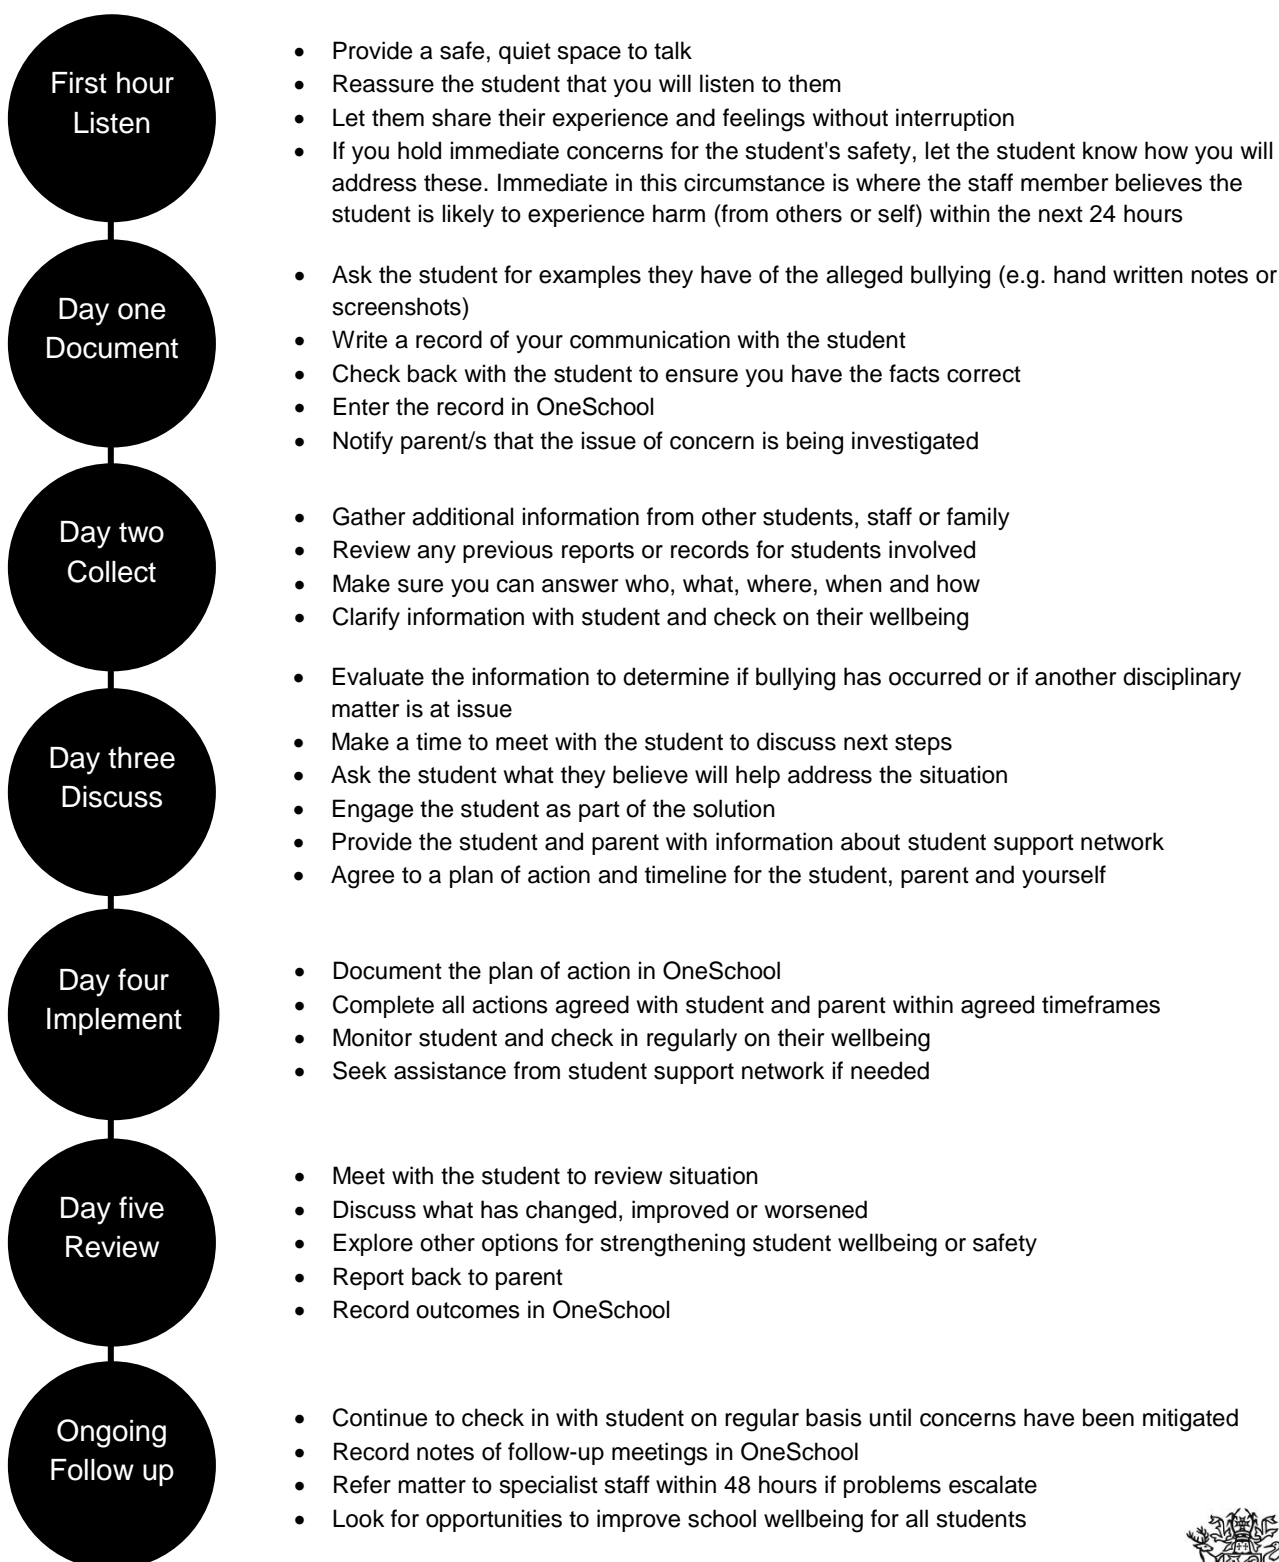 First hour
Listen
• Provide a safe, quiet space to talk
• Reassure the student that you will listen to them
• Let them share their experience and feelings without interruption
• If you hold immediate concerns for the student's safety, let the student know how you will
address these. Immediate in this circumstance is where the staff member believes the
student is likely to experience harm (from others or self) within the next 24 hours
Day one
Document
• Ask the student for examples they have of the alleged bullying (e.g. hand written notes or
screenshots)
• Write a record of your communication with the student
• Check back with the student to ensure you have the facts correct
• Enter the record in OneSchool
• Notify parent/s that the issue of concern is being investigated
Day two
Collect
• Gather additional information from other students, staff or family
• Review any previous reports or records for students involved
• Make sure you can answer who, what, where, when and how
• Clarify information with student and check on their wellbeing
Day three
Discuss
• Evaluate the information to determine if bullying has occurred or if another disciplinary
matter is at issue
• Make a time to meet with the student to discuss next steps
• Ask the student what they believe will help address the situation
• Engage the student as part of the solution
• Provide the student and parent with information about student support network
• Agree to a plan of action and timeline for the student, parent and yourself
Day four
Implement
• Document the plan of action in OneSchool
• Complete all actions agreed with student and parent within agreed timeframes
• Monitor student and check in regularly on their wellbeing
• Seek assistance from student support network if needed
Day five
Review
• Meet with the student to review situation
• Discuss what has changed, improved or worsened
• Explore other options for strengthening student wellbeing or safety
• Report back to parent
• Record outcomes in OneSchool
Ongoing
Follow up
• Continue to check in with student on regular basis until concerns have been mitigated
• Record notes of follow-up meetings in OneSchool
• Refer matter to specialist staff within 48 hours if problems escalate
• Look for opportunities to improve school wellbeing for all students